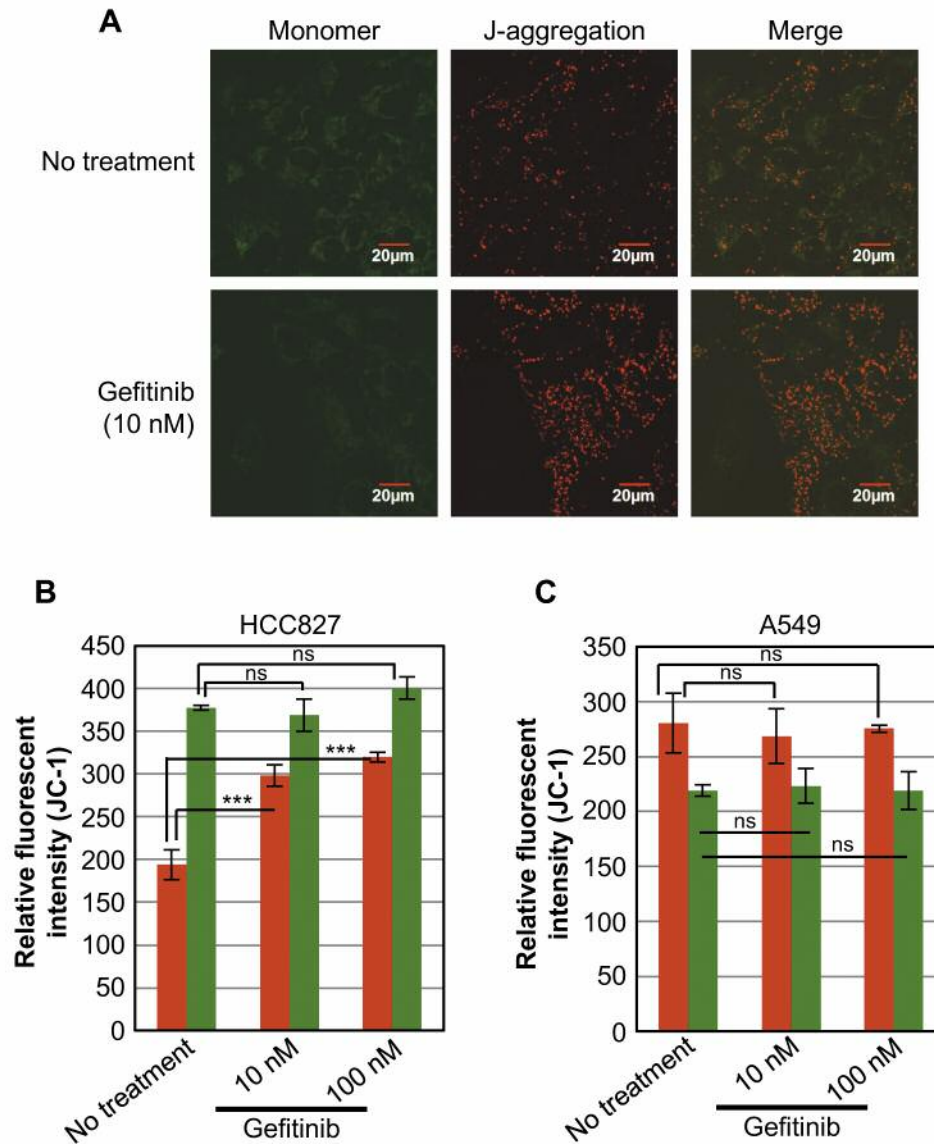 A
Monomer J-aggregation Merge
No treatment
20µm 20µm 20µm
Gefitinib
(10 nM)
20µm 20µm 20µm
B
HCC827
Relative fluorescent
intensity (JC-1)
450
400
350
300
250
200
150
100
50
0
ns
ns
***
***
No treatment 10 nM 100 nM
Gefitinib
C
A549
Relative fluorescent
intensity (JC-1)
350
300
250
200
150
100
50
0
ns
ns
ns
ns
No treatment 10 nM 100 nM
Gefitinib